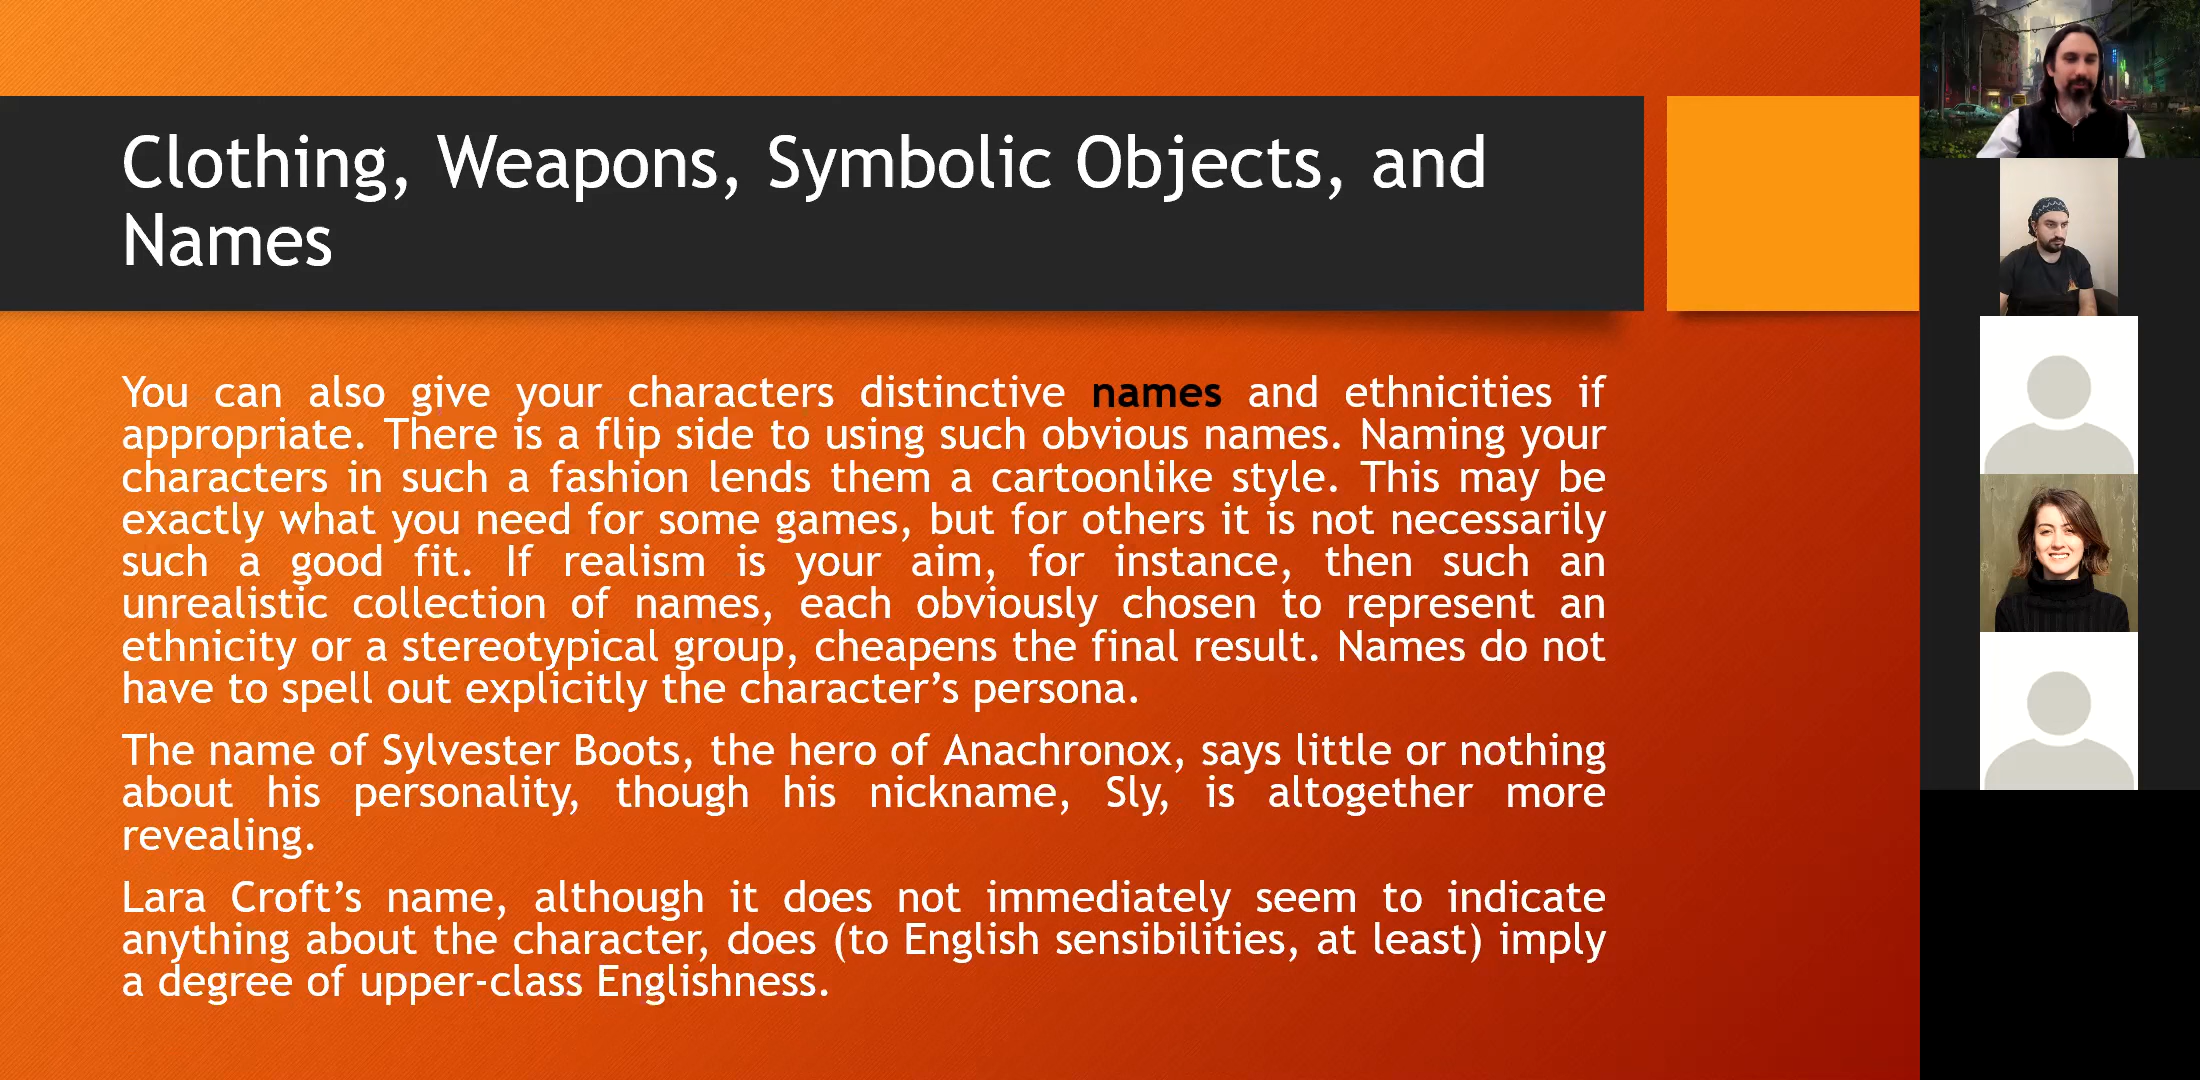 Clothing, Weapons, Symbolic Objects, and
Names
You can also give your characters distinctive names and ethnicities if
appropriate. There is a flip side to using such obvious names. Naming your
characters in such a fashion lends them a cartoonlike style. This may be
exactly what you need for some games, but for others it is not necessarily
such a good fit. If realism is your aim, for instance, then such an
unrealistic collection of names, each obviously chosen to represent an
ethnicity or a stereotypical group, cheapens the final result. Names do not
have to spell out explicitly the character’s persona.
The name of Sylvester Boots, the hero of Anachronox, says little or nothing
about his personality, though his nickname, Sly, is altogether more
revealing.
Lara Croft’s name, although it does not immediately seem to indicate
anything about the character, does (to English sensibilities, at least) imply
a degree of upper-class Englishness.